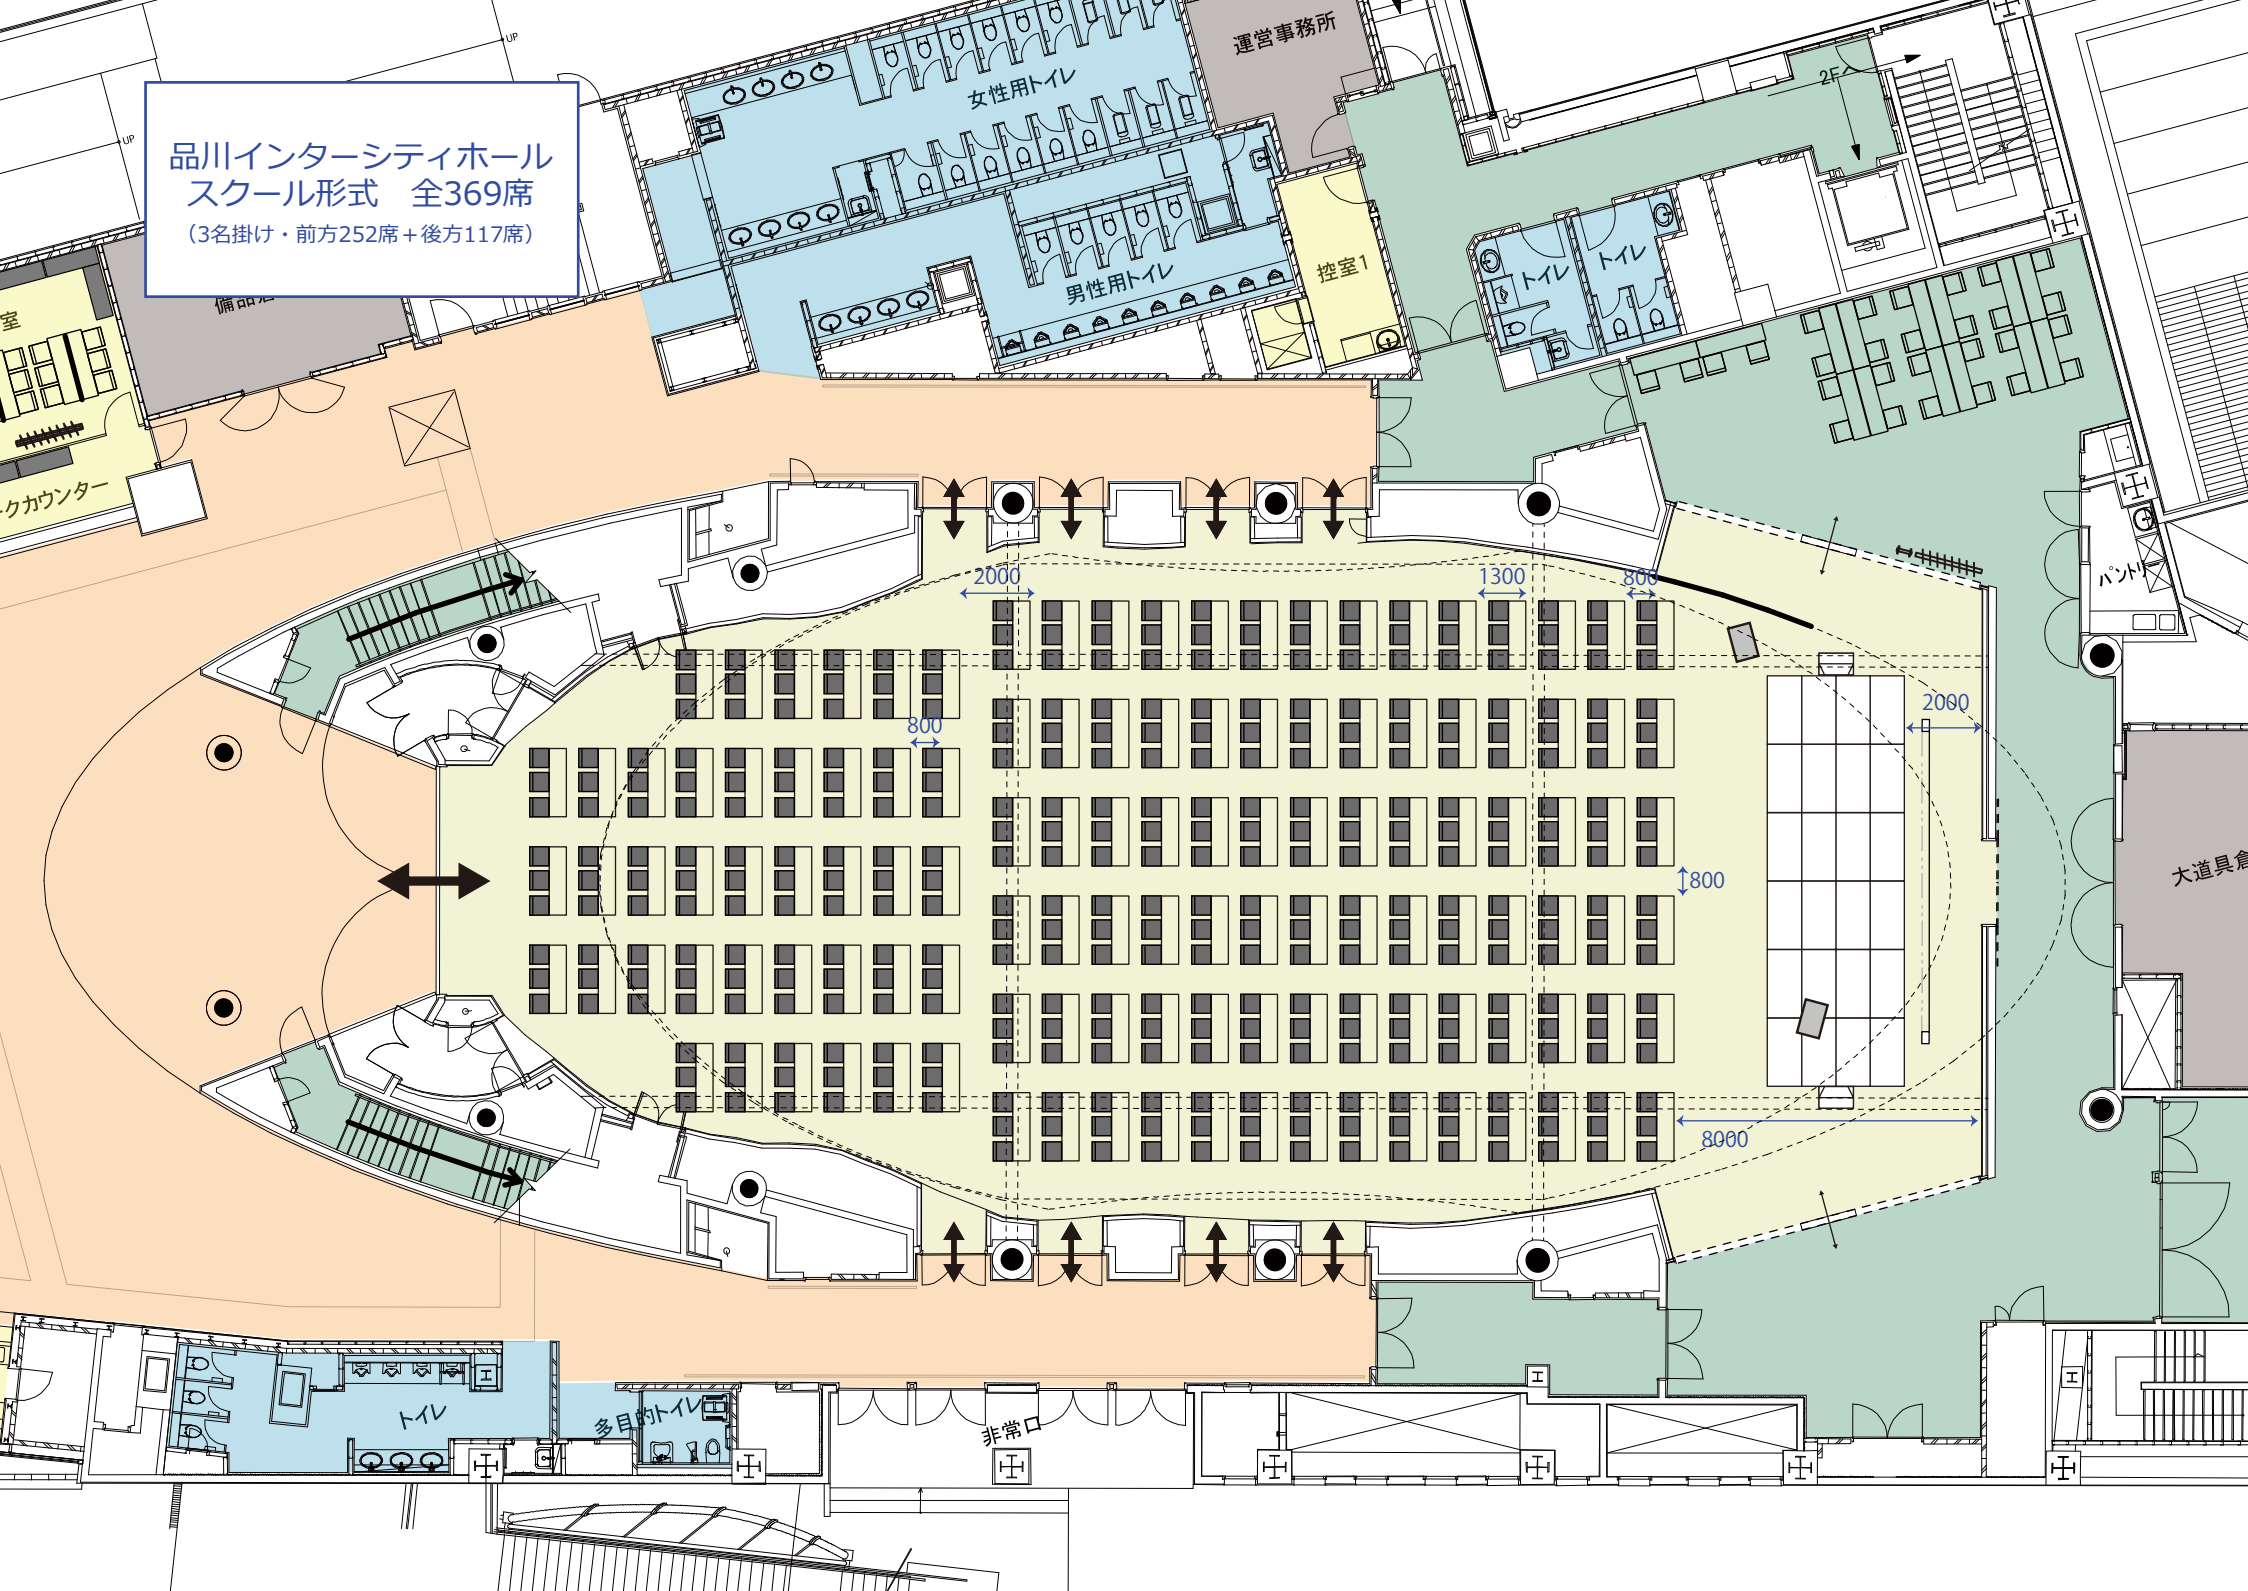 UP
UP
品川インターシティホール
スクール形式　全369席
（3名掛け・前方252席＋後方117席）
運営事務所
女性用トイレ
2F
男性用トイレ
控室1
トイレ
トイレ
室
クカウンター
パントリー
2000
1300
800
800
2000
800
大道具倉
8000
トイレ
多目的トイレ
非常口